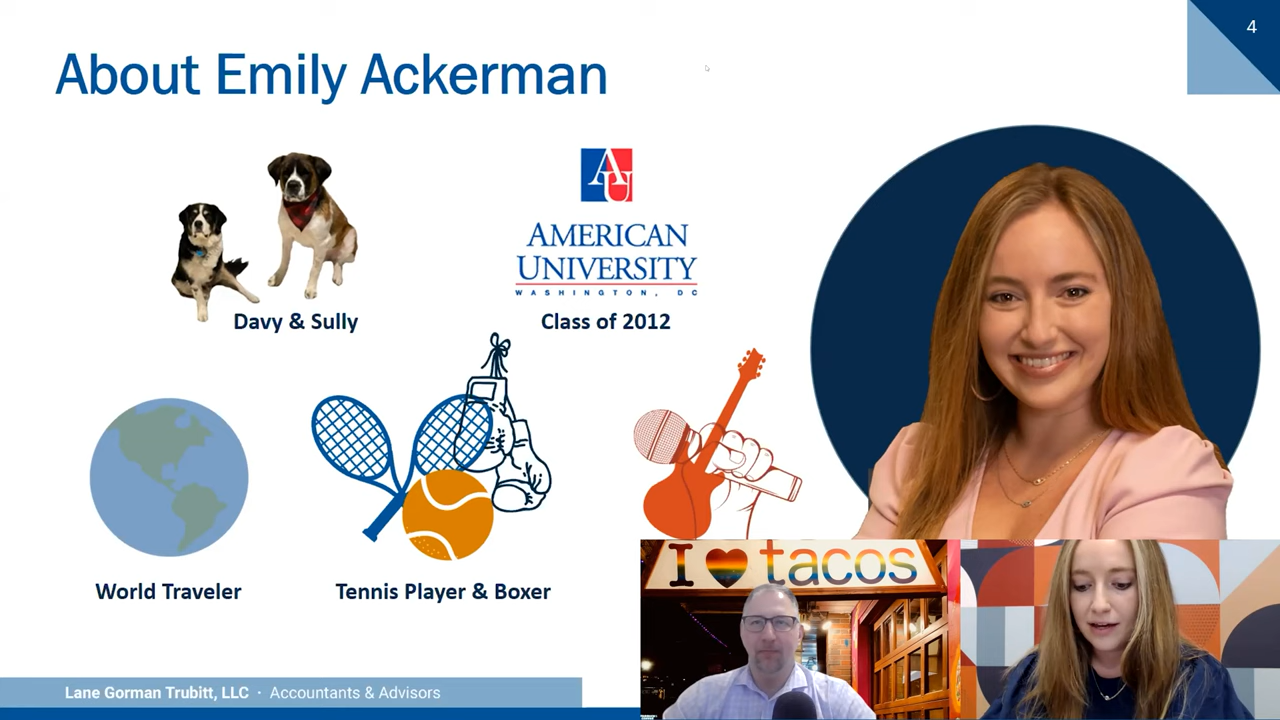 4
About Emily Ackerman
AU
AMERICAN
UNIVERSITY
WASHINGTON, DC
Davy & Sully
Class of 2012
World Traveler
Tennis Player & Boxer
I tacos
Lane Gorman Trubitt, LLC · Accountants & Advisors